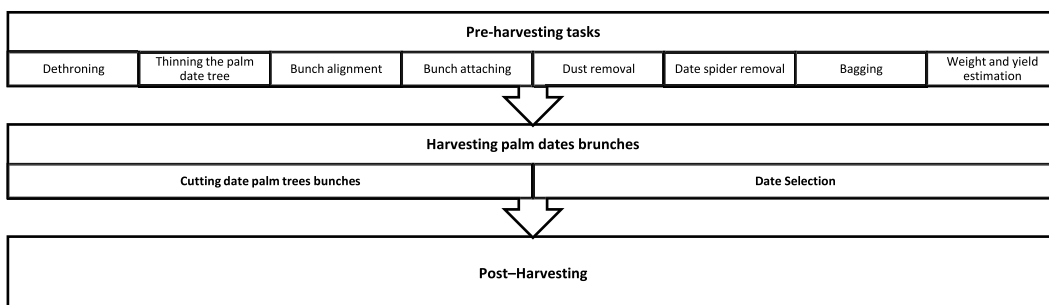 Pre-harvesting tasks
Dethroning
Thinning the palm
date tree
Bunch alignment
Bunch attaching
Dust removal
Date spider removal
Bagging
Weight and yield
estimation
Harvesting palm dates brunches
Cutting date palm trees bunches
Date Selection
Post–Harvesting